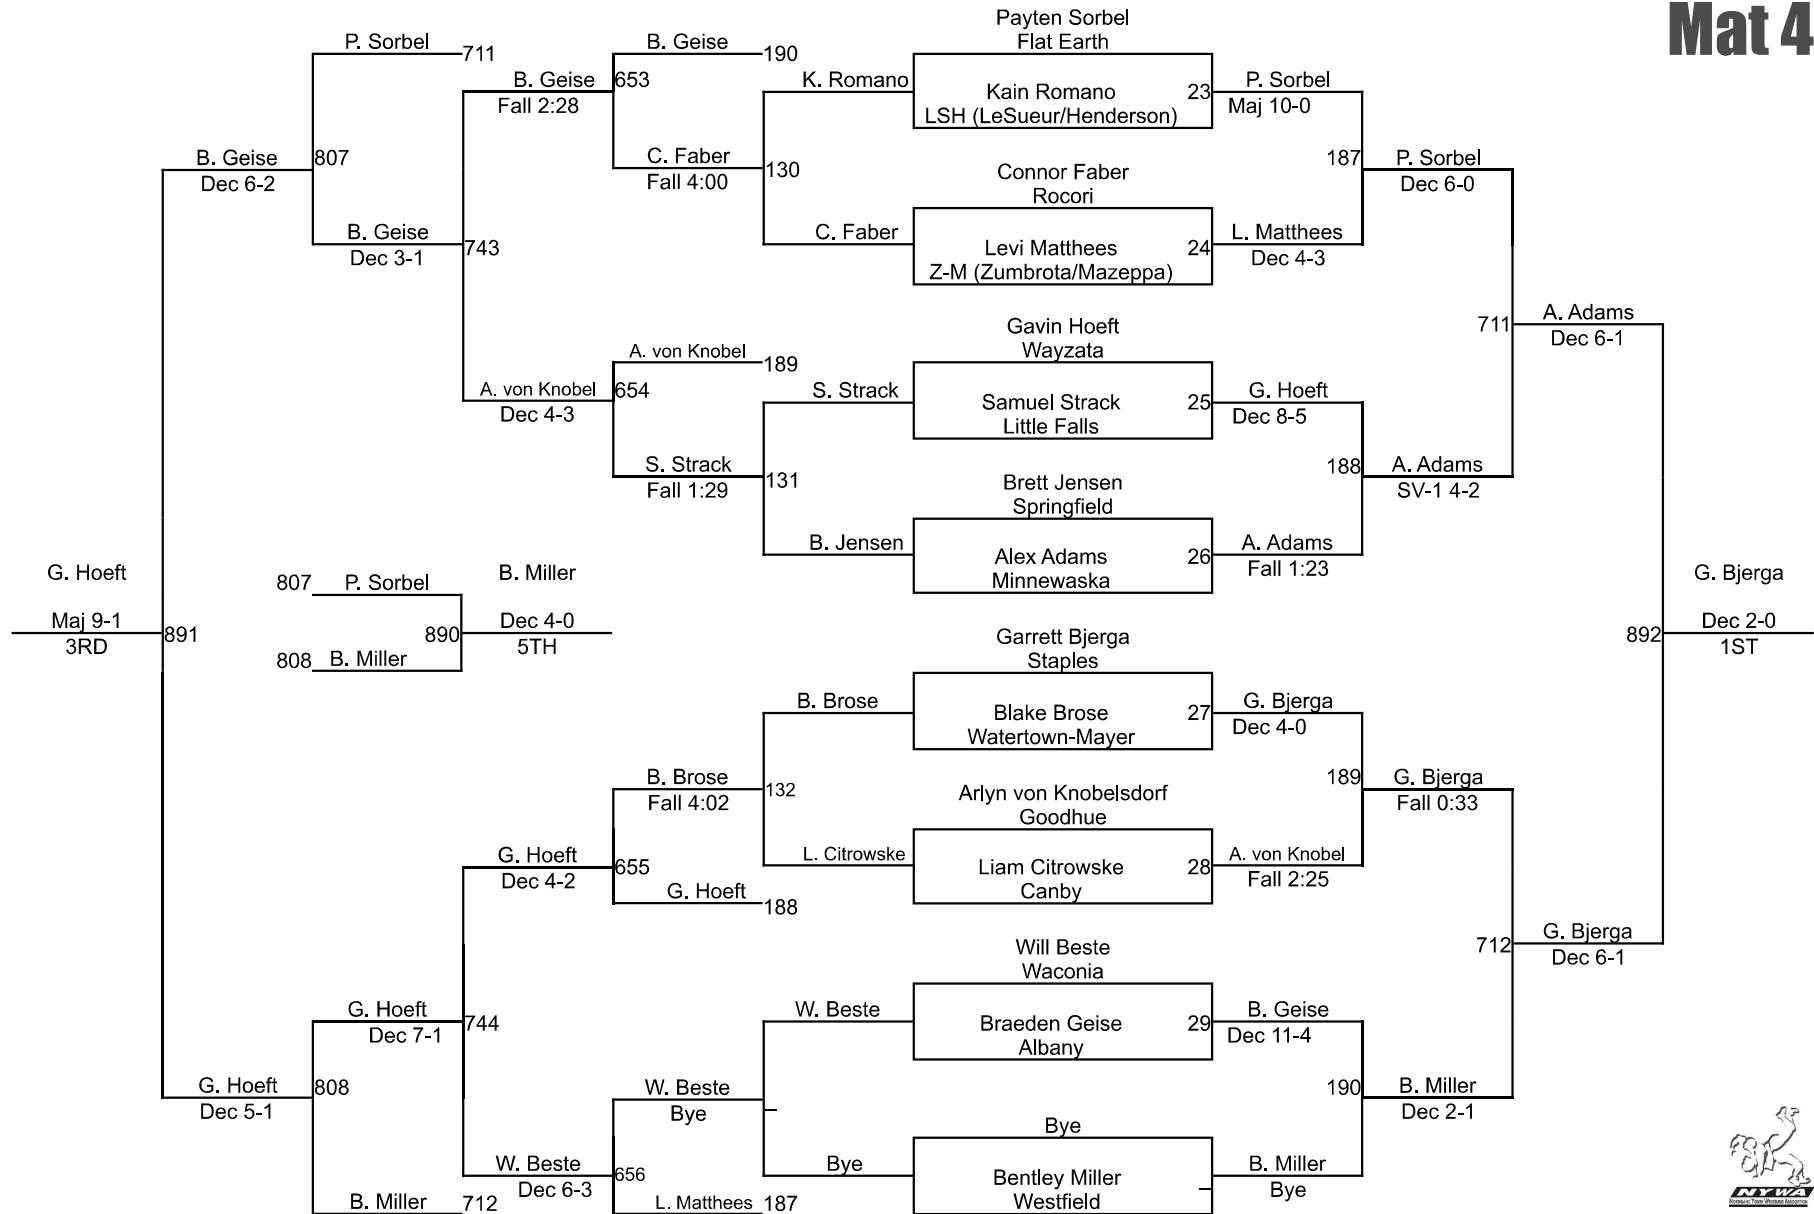 Mat 4
Payten Sorbel
Flat Earth
P. Sorbel
711
B. Geise
190
B. Geise
653
Fall 2:28
K. Romano
Kain Romano
23
LSH (LeSueur/Henderson)
P. Sorbel
Maj 10-0
B. Geise
807
Dec 6-2
C. Faber
130
Fall 4:00
Connor Faber
Rocori
187
P. Sorbel
Dec 6-0
B. Geise
Dec 3-1
743
C. Faber
Levi Matthees
24
Z-M (Zumbrota/Mazeppa)
L. Matthees
Dec 4-3
Gavin Hoeft
Wayzata
711
A. Adams
Dec 6-1
A. von Knobel
189
A. von Knobel
654
Dec 4-3
S. Strack
Samuel Strack
25
Little Falls
G. Hoeft
Dec 8-5
S. Strack
131
Fall 1:29
Brett Jensen
Springfield
188
A. Adams
SV-1 4-2
B. Jensen
Alex Adams
26
Minnewaska
A. Adams
Fall 1:23
G. Hoeft
Maj 9-1
3RD
891
807
P. Sorbel
808
B. Miller
890
B. Miller
Dec 4-0
5TH
G. Bjerga
892
Dec 2-0
1ST
Garrett Bjerga
Staples
B. Brose
Blake Brose
27
Watertown-Mayer
G. Bjerga
Dec 4-0
B. Brose
132
Fall 4:02
Arlyn von Knobelsdorf
Goodhue
189
G. Bjerga
Fall 0:33
G. Hoeft
655
Dec 4-2
L. Citrowske
Liam Citrowske
28
Canby
A. von Knobel
Fall 2:25
G. Hoeft
188
Will Beste
Waconia
712
G. Bjerga
Dec 6-1
G. Hoeft
744
Dec 7-1
W. Beste
Braeden Geise
29
Albany
B. Geise
Dec 11-4
G. Hoeft
808
Dec 5-1
W. Beste
Bye
Bye
190
B. Miller
Dec 2-1
W. Beste
656
Dec 6-3
Bye
Bentley Miller
Westfield
B. Miller
Bye
B. Miller
712
L. Matthees
187
NYWA